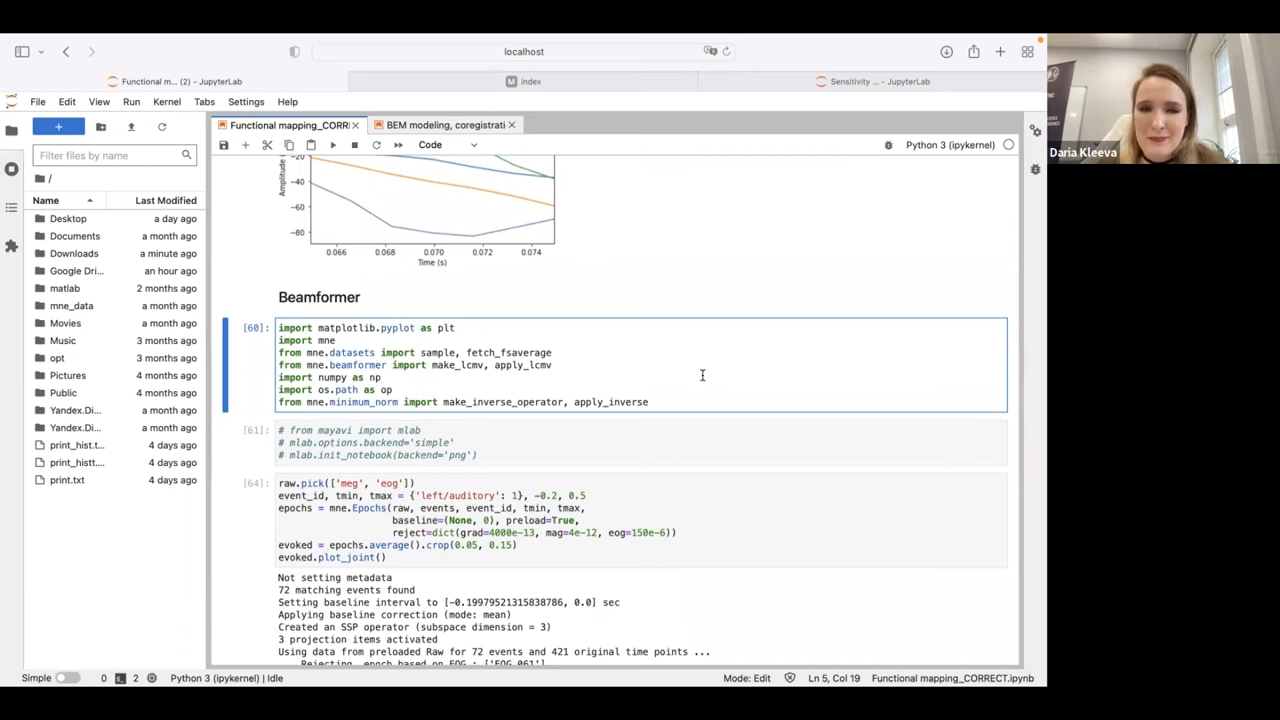 localhost
Functional m... (2) - JupyterLab
index
Sensitivity ... - JupyterLab
File Edit View Run Kernel Tabs Settings Help
Functional mapping_CORRI
BEM modeling, coregistrati
Code
Python 3 (ipykernel)
Filter files by name
/
Name
Last Modified
Desktop a day ago
Documents a month ago
Downloads a minute ago
Google Dri... an hour ago
matlab 2 months ago
mne_data a month ago
Movies a month ago
Music 3 months ago
opt 3 months ago
Pictures a month ago
Public 3 months ago
Yandex.Di... a month ago
Yandex.Di... a month ago
print_hist.t... 4 days ago
print_histt.... 4 days ago
print.txt 4 days ago
Amplitude
-20
-40
-60
-80
0.066 0.068 0.070 0.072 0.074
Time (s)
Beamformer
[60]:
import matplotlib.pyplot as plt
import mne
from mne.datasets import sample, fetch_fsaverage
from mne.beamformer import make_lcmv, apply_lcmv
import numpy as np
import os.path as op
from mne.minimum_norm import make_inverse_operator, apply_inverse
[61]:
# from mayavi import mlab
# mlab.options.backend='simple'
# mlab.init_notebook(backend='png')
[64]:
raw.pick(['meg', 'eog'])
event_id, tmin, tmax = {'left/auditory': 1}, -0.2, 0.5
epochs = mne.Epochs(raw, events, event_id, tmin, tmax,
baseline=(None, 0), preload=True,
reject=dict(grad=4000e-13, mag=4e-12, eog=150e-6))
evoked = epochs.average().crop(0.05, 0.15)
evoked.plot_joint()
Not setting metadata
72 matching events found
Setting baseline interval to [-0.19979521315838786, 0.0] sec
Applying baseline correction (mode: mean)
Created an SSP operator (subspace dimension = 3)
3 projection items activated
Using data from preloaded Raw for 72 events and 421 original time points ...
Rejecting epoch based on EOG : ['EOG 061']
Simple
0
2
Python 3 (ipykernel) | Idle
Mode: Edit
Ln 5, Col 19
Functional mapping_CORRECT.ipynb
Daria Kleeva